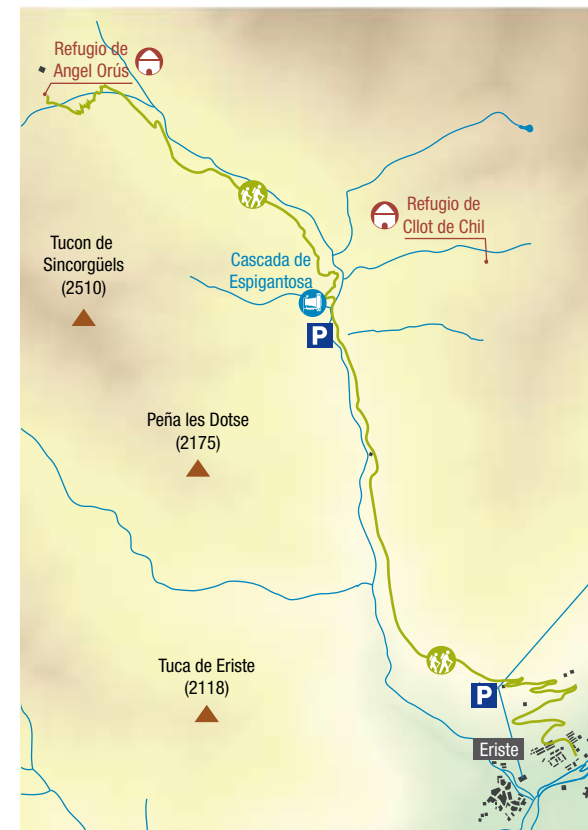 Refugio de
Angel Orús
Refugio de
Cllot de Chil
Tucon de
Sincorgüels
(2510)
Cascada de
Espigantosa
P
Peña les Dotse
(2175)
Tuca de Eriste
(2118)
P
Eriste